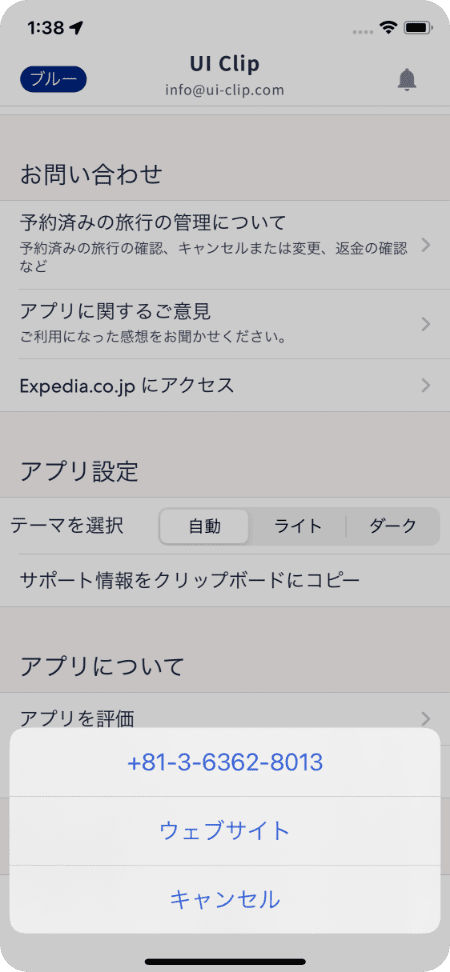 1:38
ブルー
UI Clip
info@ui-clip.com
お問い合わせ
予約済みの旅行の管理について
予約済みの旅行の確認、キャンセルまたは変更、返金の確認
など
アプリに関するご意見
ご利用になった感想をお聞かせください。
Expedia.co.jp にアクセス
アプリ設定
テーマを選択 自動 ライト ダーク
サポート情報をクリップボードにコピー
アプリについて
アプリを評価
+81-3-6362-8013
ウェブサイト
キャンセル